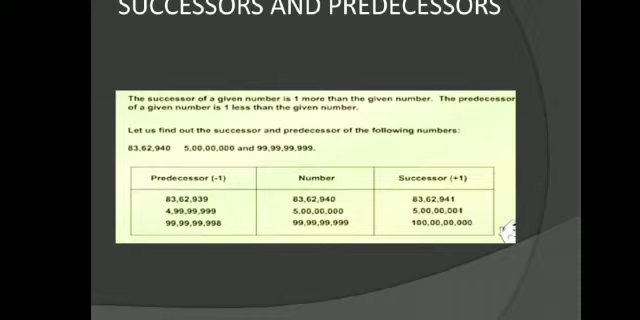 SUCCESSORS AND PREDECESSORS
The successor of a given number is 1 more than the given number. The predecessor
of a given number is 1 less than the given number.
Let us find out the successor and predecessor of the following numbers:
83,62,940 5,00,00,000 and 99,99,99,999.
Predecessor (-1) Number Successor (+1)
83,62,939 83,62,940 83,62,941
4,99,99,999 5,00,00,000 5,00,00,001
99,99,99,998 99,99,99,999 100,00,00,000